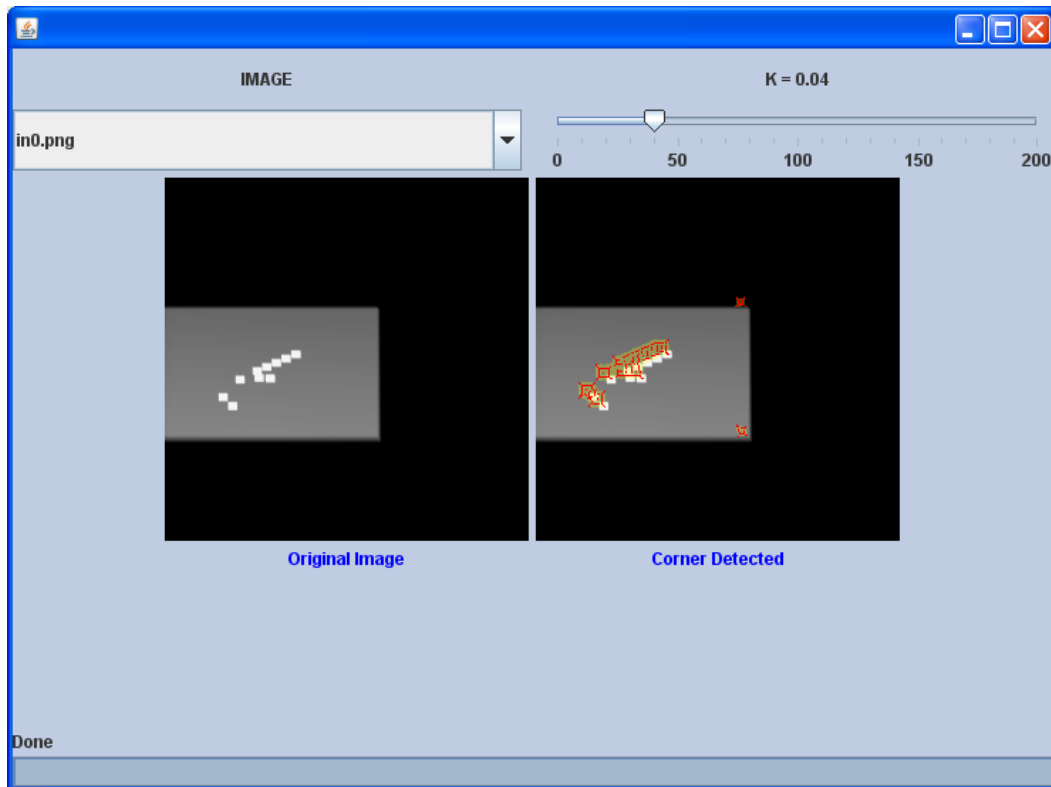 IMAGE
K = 0.04
in0.png
0 50 100 150 200
Original Image
Corner Detected
Done